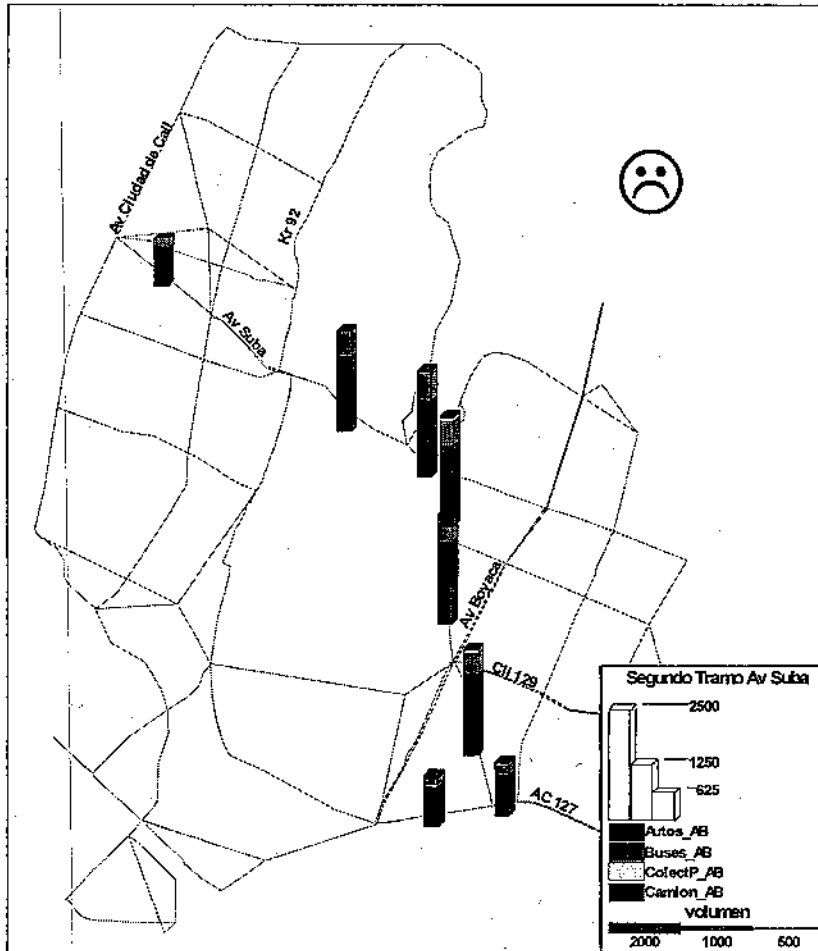 Av Ciudad de Cali
Kr 92
Av Suba
Av Boyaca
Cll 129
AC 127
Segundo Tramo Av Suba
2500
1250
625
Autos_AB
Buses_AB
ColectP_AB
Camion_AB
volumen
2000 1000 500